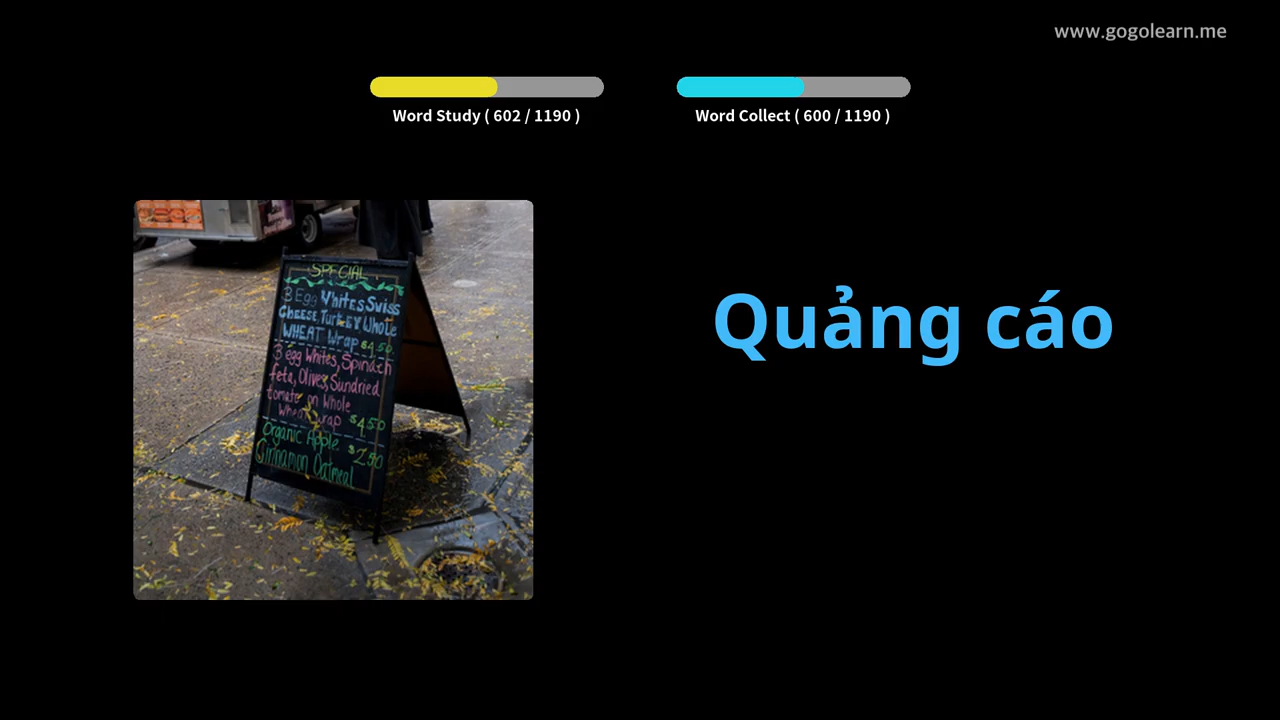 www.gogolearn.me
Word Study ( 602 / 1190 )
Word Collect ( 600 / 1190 )
Quảng cáo
SPECIAL
3 Egg Whites Swiss
Cheese, Turkey Whole
WHEAT Wrap $4.50
3 egg Whites, Spinach
feta, Olives, Sundried
tomato on Whole
Wheat Wrap $4.50
Organic Apple
Cinnamon Oatmeal $2.50